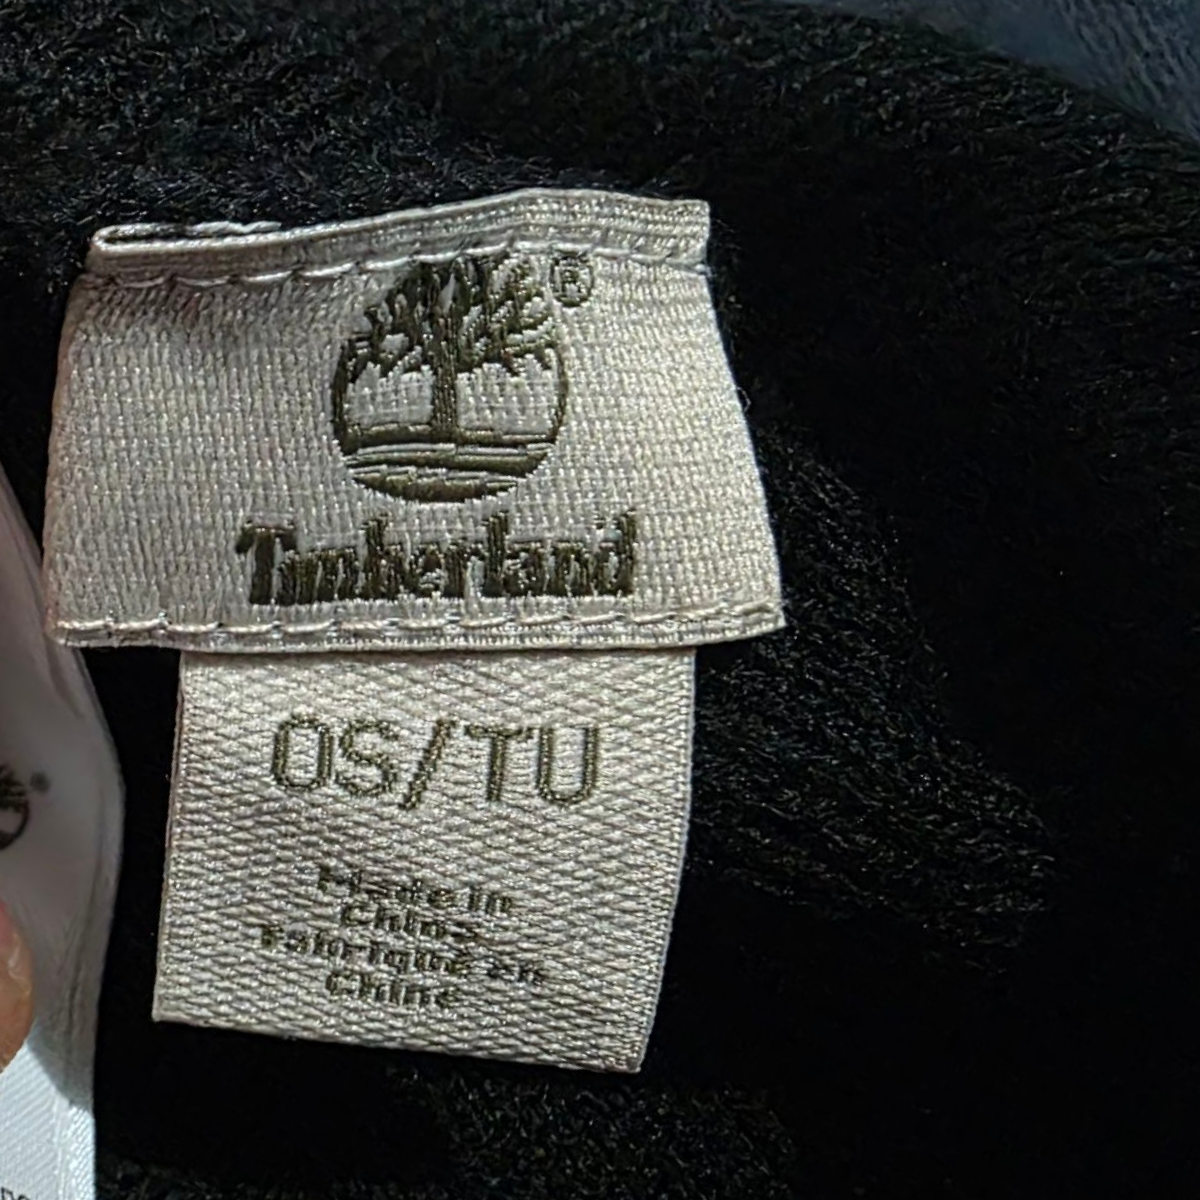 ®
Timberland
OS/TU
Made in
China
Fabriqué en
Chine